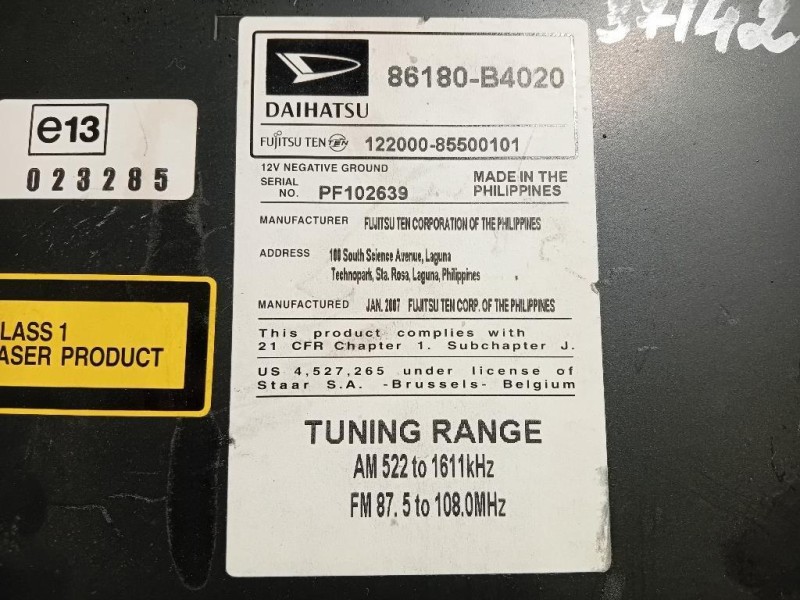 37142
e13
023285
LASS 1
ASER PRODUCT
86180-B4020
DAIHATSU
FUJITSU TEN TEN 122000-85500101
12V NEGATIVE GROUND
SERIAL NO. PF102639
MADE IN THE PHILIPPINES
MANUFACTURER FUJITSU TEN CORPORATION OF THE PHILIPPINES
ADDRESS 108 South Science Avenue, Laguna
Technopark, Sta. Rosa, Laguna, Philippines
MANUFACTURED JAN. 2007 FUJITSU TEN CORP. OF THE PHILIPPINES
This product complies with
21 CFR Chapter 1. Subchapter J.
US 4,527,265 under license of
Staar S.A. -Brussels- Belgium
TUNING RANGE
AM 522 to 1611kHz
FM 87.5 to 108.0MHz